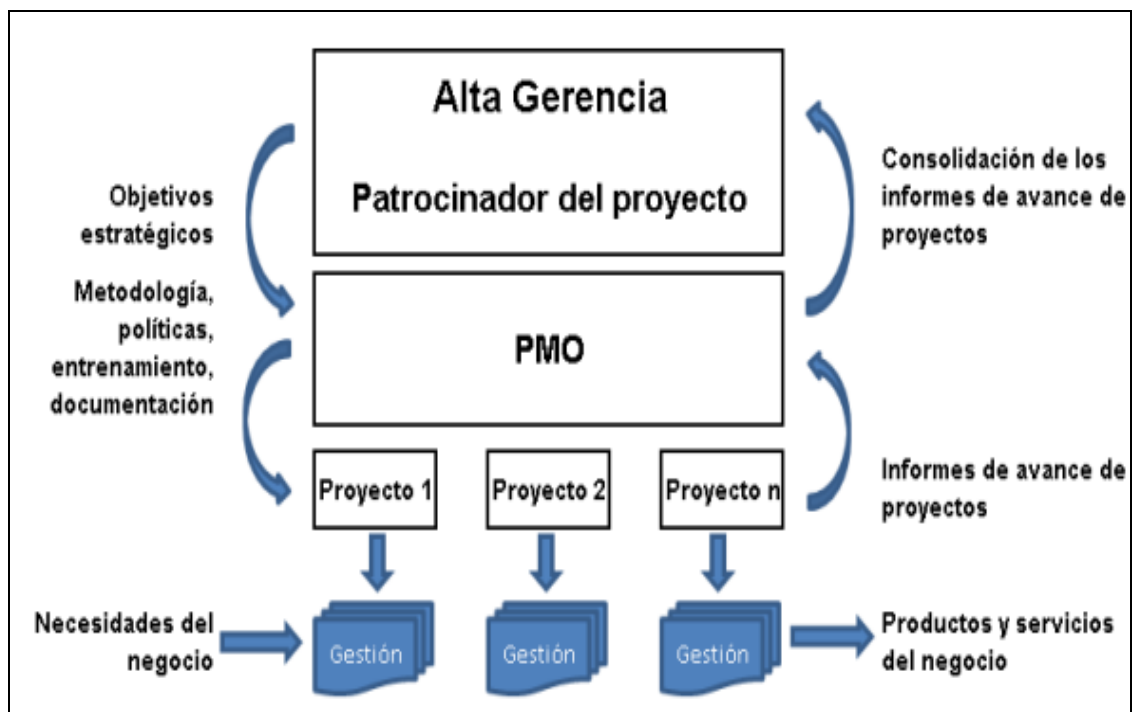 Alta Gerencia
Patrocinador del proyecto
Objetivos
estratégicos
Consolidación de los
informes de avance de
proyectos
Metodología,
políticas,
entrenamiento,
documentación
PMO
Proyecto 1
Proyecto 2
Proyecto n
Informes de avance de
proyectos
Necesidades del
negocio
Gestión
Gestión
Gestión
Productos y servicios
del negocio